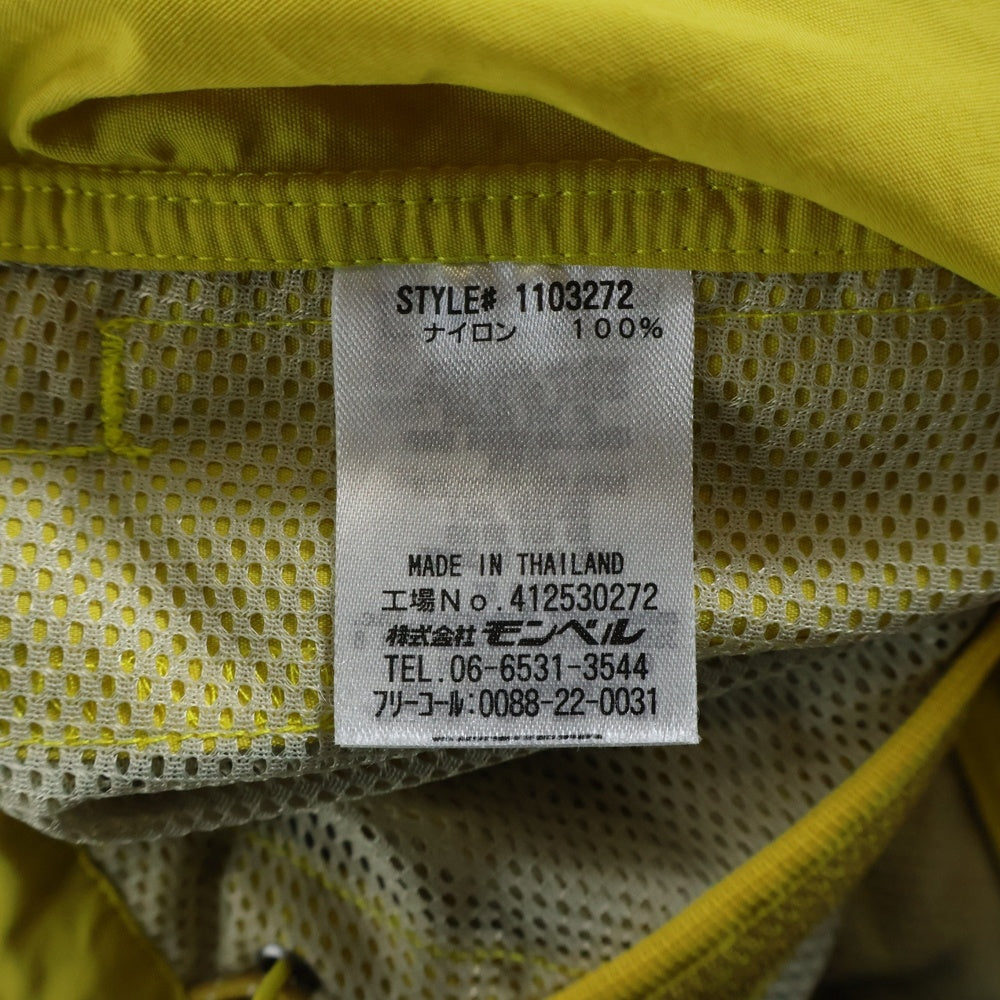 STYLE# 1103272
ナイロン 100%
MADE IN THAILAND
工場No.412530272
株式会社モンベル
TEL.06-6531-3544
フリーコール:0088-22-0031